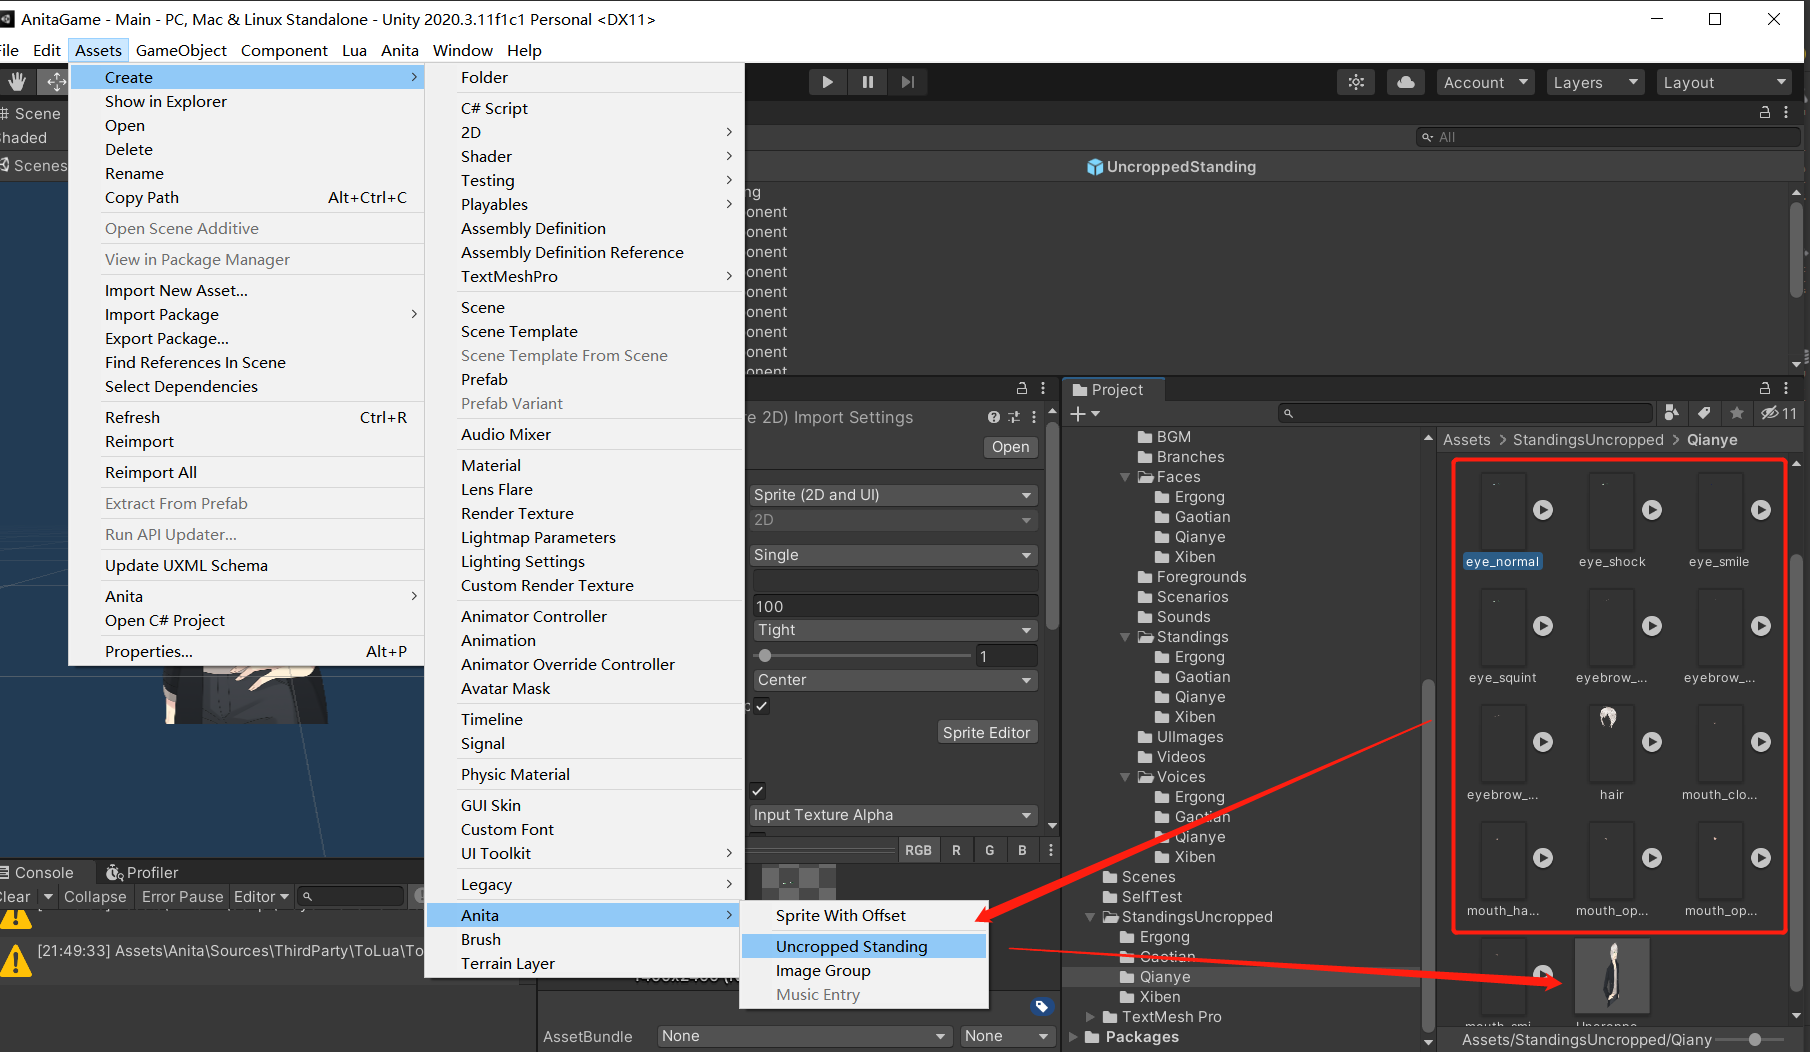 AnitaGame - Main - PC, Mac & Linux Standalone - Unity 2020.3.11f1c1 Personal <DX11>
ile Edit Assets GameObject Component Lua Anita Window Help
Create
Show in Explorer
Open
Delete
Rename
Copy Path Alt+Ctrl+C
Open Scene Additive
View in Package Manager
Import New Asset...
Import Package
Export Package...
Find References In Scene
Select Dependencies
Refresh Ctrl+R
Reimport
Reimport All
Extract From Prefab
Run API Updater...
Update UXML Schema
Anita
Open C# Project
Properties... Alt+P
Folder
C# Script
2D
Shader
Testing
Playables
Assembly Definition
Assembly Definition Reference
TextMeshPro
Scene
Scene Template
Scene Template From Scene
Prefab
Prefab Variant
Audio Mixer
Material
Lens Flare
Render Texture
Lightmap Parameters
Lighting Settings
Custom Render Texture
Animator Controller
Animation
Animator Override Controller
Avatar Mask
Timeline
Signal
Physic Material
GUI Skin
Custom Font
UI Toolkit
Legacy
Anita
Brush
Terrain Layer
Sprite With Offset
Uncropped Standing
Image Group
Music Entry
Scene
haded
Scenes
Account
Layers
Layout
All
UncroppedStanding
ng
onent
onent
onent
onent
onent
onent
onent
onent
onent
e 2D) Import Settings
Open
Sprite (2D and UI)
2D
Single
100
Tight
1
Center
Sprite Editor
Input Texture Alpha
RGB R G B
AssetBundle None None
Console Profiler
lear Collapse Error Pause Editor
[21:49:33] Assets\Anita\Sources\ThirdParty\ToLua\To
Project
11
BGM
Branches
Faces
Ergong
Gaotian
Qianye
Xiben
Foregrounds
Scenarios
Sounds
Standings
Ergong
Gaotian
Qianye
Xiben
UIImages
Videos
Voices
Ergong
Gaotian
Qianye
Xiben
Scenes
SelfTest
StandingsUncropped
Ergong
Gaotian
Qianye
Xiben
TextMesh Pro
Packages
Assets > StandingsUncropped > Qianye
eye_normal eye_shock eye_smile
eye_squint eyebrow_... eyebrow_...
eyebrow_... hair mouth_clo...
mouth_ha... mouth_op... mouth_op...
mouth_smi Uncroppe
Assets/StandingsUncropped/Qiany